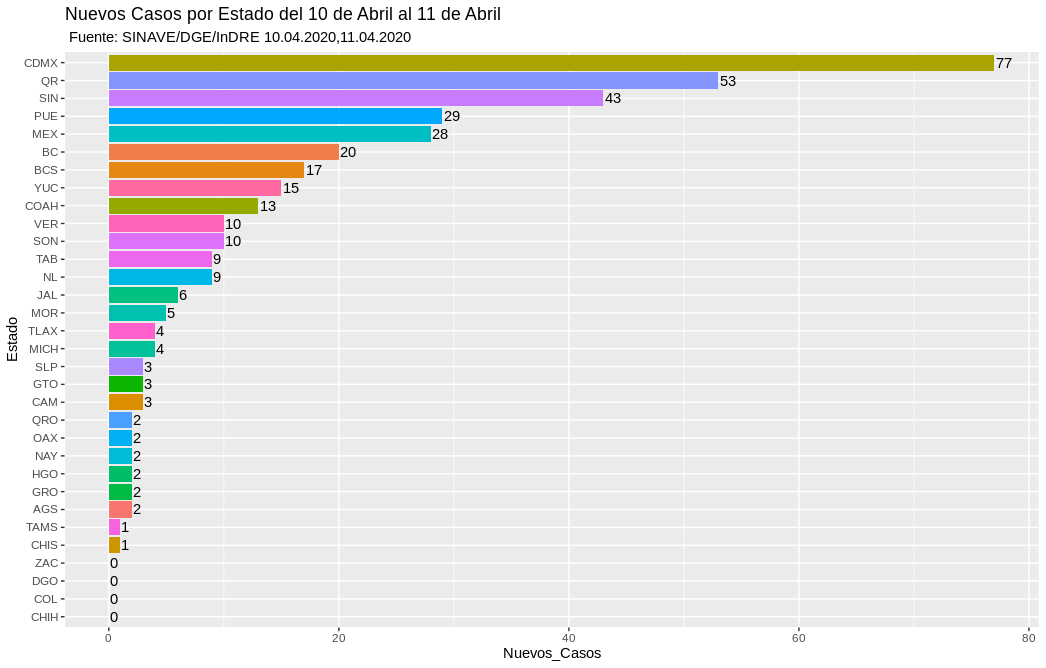 Nuevos Casos por Estado del 10 de Abril al 11 de Abril
Fuente: SINAVE/DGE/InDRE 10.04.2020,11.04.2020
CDMX 77
QR 53
SIN 43
PUE 29
MEX 28
BC 20
BCS 17
YUC 15
COAH 13
VER 10
SON 10
TAB 9
NL 9
JAL 6
MOR 5
TLAX 4
MICH 4
SLP 3
GTO 3
CAM 3
QRO 2
OAX 2
NAY 2
HGO 2
GRO 2
AGS 2
TAMS 1
CHIS 1
ZAC 0
DGO 0
COL 0
CHIH 0
Estado
0 20 40 60 80
Nuevos_Casos